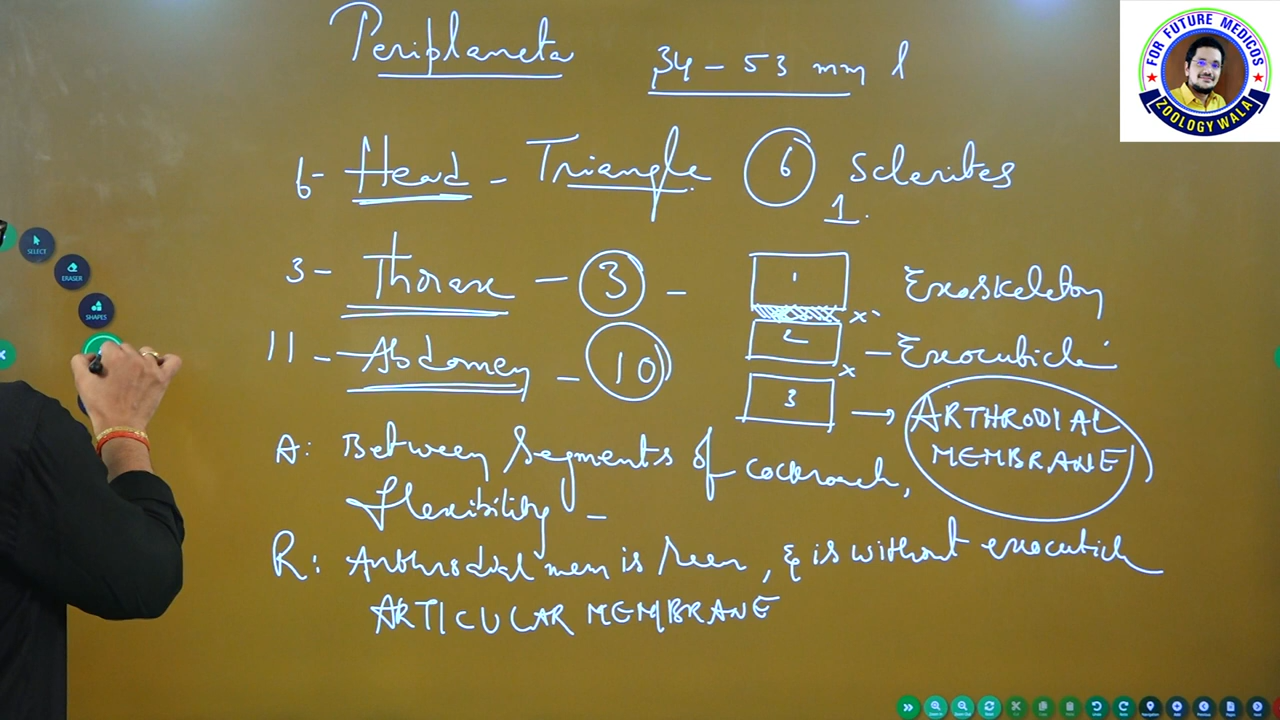 Periplaneta 34 - 53 mm l
6- Head - Triangle 6 Sclerites
1.
3- Thorax - 3 - 1 x Exoskeleton
11 - Abdomen - 10 2 x - Exocuticle
3 → ARTHRODIAL MEMBRANE
A: Between Segments of cockroach,
flexibility -
R: Arthrodial mem is seen, & is without exocuticle
ARTICULAR MEMBRANE
FOR FUTURE MEDICOS
ZOOLOGY WALA
SELECT
ERASER
SHAPES